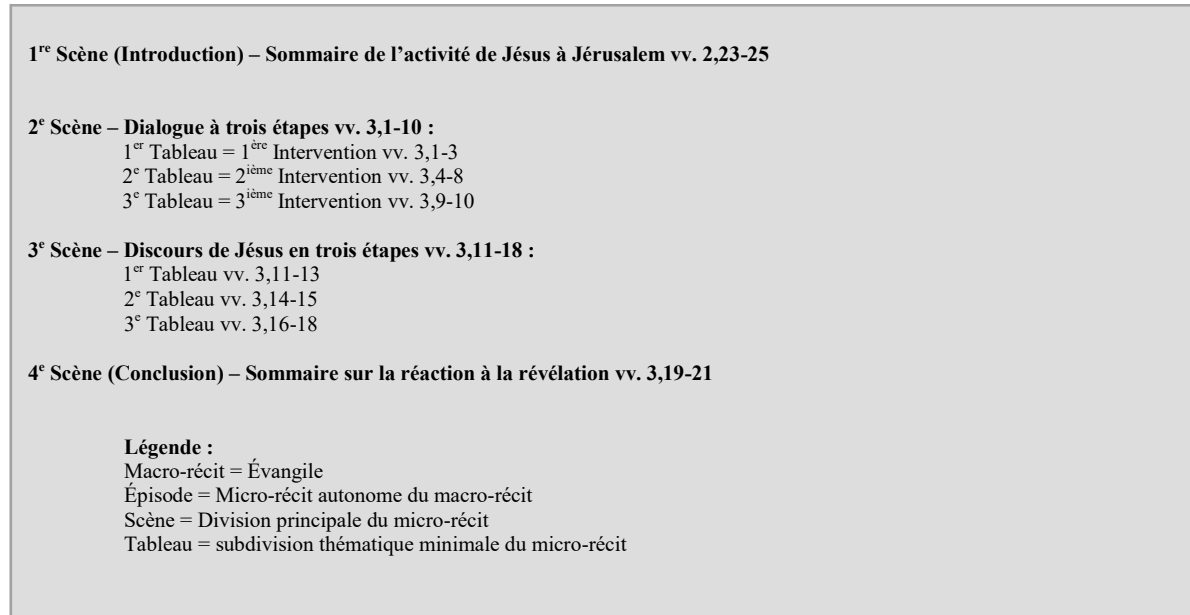 1re Scène (Introduction) – Sommaire de l’activité de Jésus à Jérusalem vv. 2,23-25
2e Scène – Dialogue à trois étapes vv. 3,1-10 :
1er Tableau = 1ère Intervention vv. 3,1-3
2e Tableau = 2ième Intervention vv. 3,4-8
3e Tableau = 3ième Intervention vv. 3,9-10
3e Scène – Discours de Jésus en trois étapes vv. 3,11-18 :
1er Tableau vv. 3,11-13
2e Tableau vv. 3,14-15
3e Tableau vv. 3,16-18
4e Scène (Conclusion) – Sommaire sur la réaction à la révélation vv. 3,19-21
Légende :
Macro-récit = Évangile
Épisode = Micro-récit autonome du macro-récit
Scène = Division principale du micro-récit
Tableau = subdivision thématique minimale du micro-récit